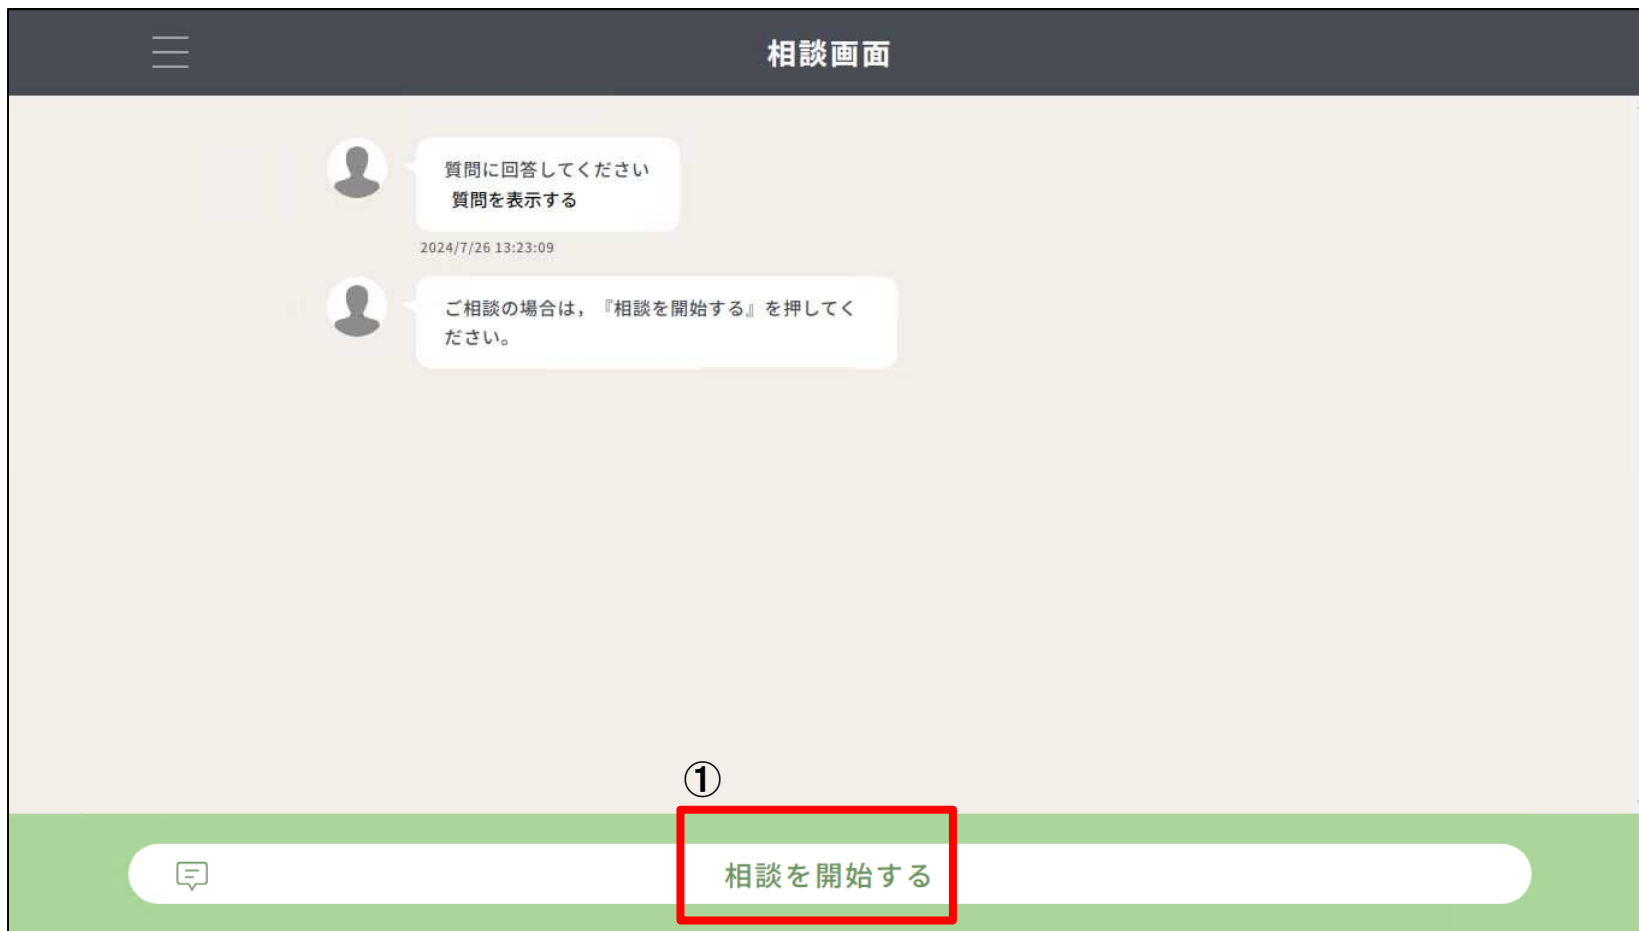 相談画面
質問に回答してください
質問を表示する
2024/7/26 13:23:09
ご相談の場合は，『相談を開始する』を押してく
ださい。
①
相談を開始する